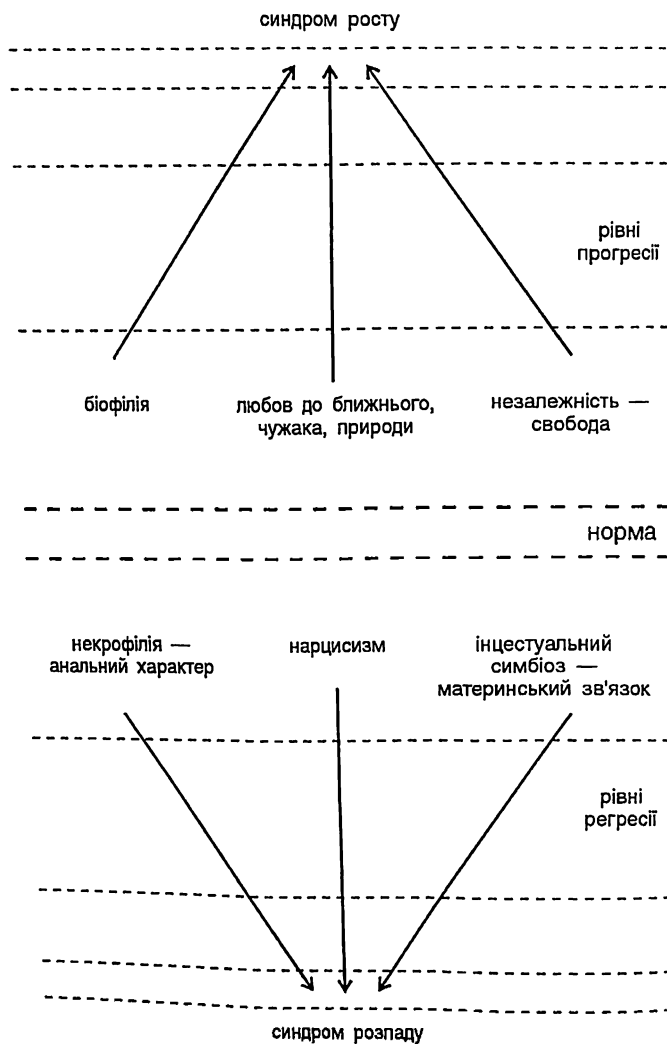 синдром росту
рівні
прогресії
біофілія
любов до ближнього,
чужака, природи
незалежність —
свобода
норма
некрофілія —
анальний характер
нарцисизм
інцестуальний
симбіоз —
материнський зв'язок
рівні
регресії
синдром розпаду